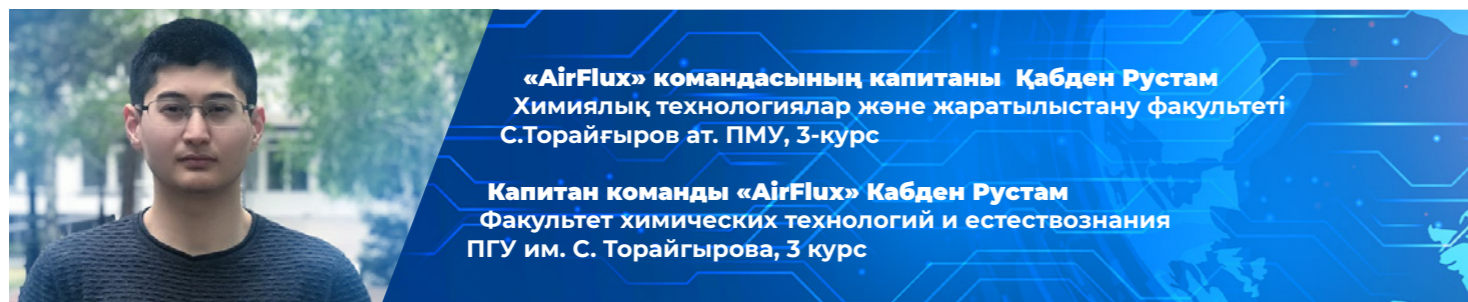 «AirFlux» командасының капитаны Қабден Рустам
Химиялық технологиялар және жаратылыстану факультеті
С.Торайғыров ат. ПМУ, 3-курс
Капитан команды «AirFlux» Кабден Рустам
Факультет химических технологий и естествознания
ПГУ им. С. Торайгырова, 3 курс